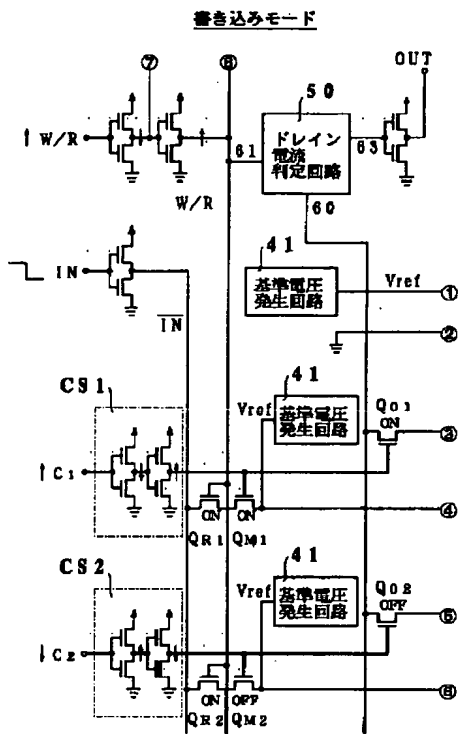 書き込みモード
⑦
⑧
OUT
50
↑ W/R
61
ドレイン
電流
判定回路
63
W/R
60
IN
41
基準電圧
発生回路
Vref
①
IN
②
CS1
41
Vref
基準電圧
発生回路
Q01
ON
③
↑ C1
ON
ON
④
QR1
QM1
CS2
41
Vref
基準電圧
発生回路
Q02
OFF
⑤
↓ C2
ON
OFF
QR2
QM2